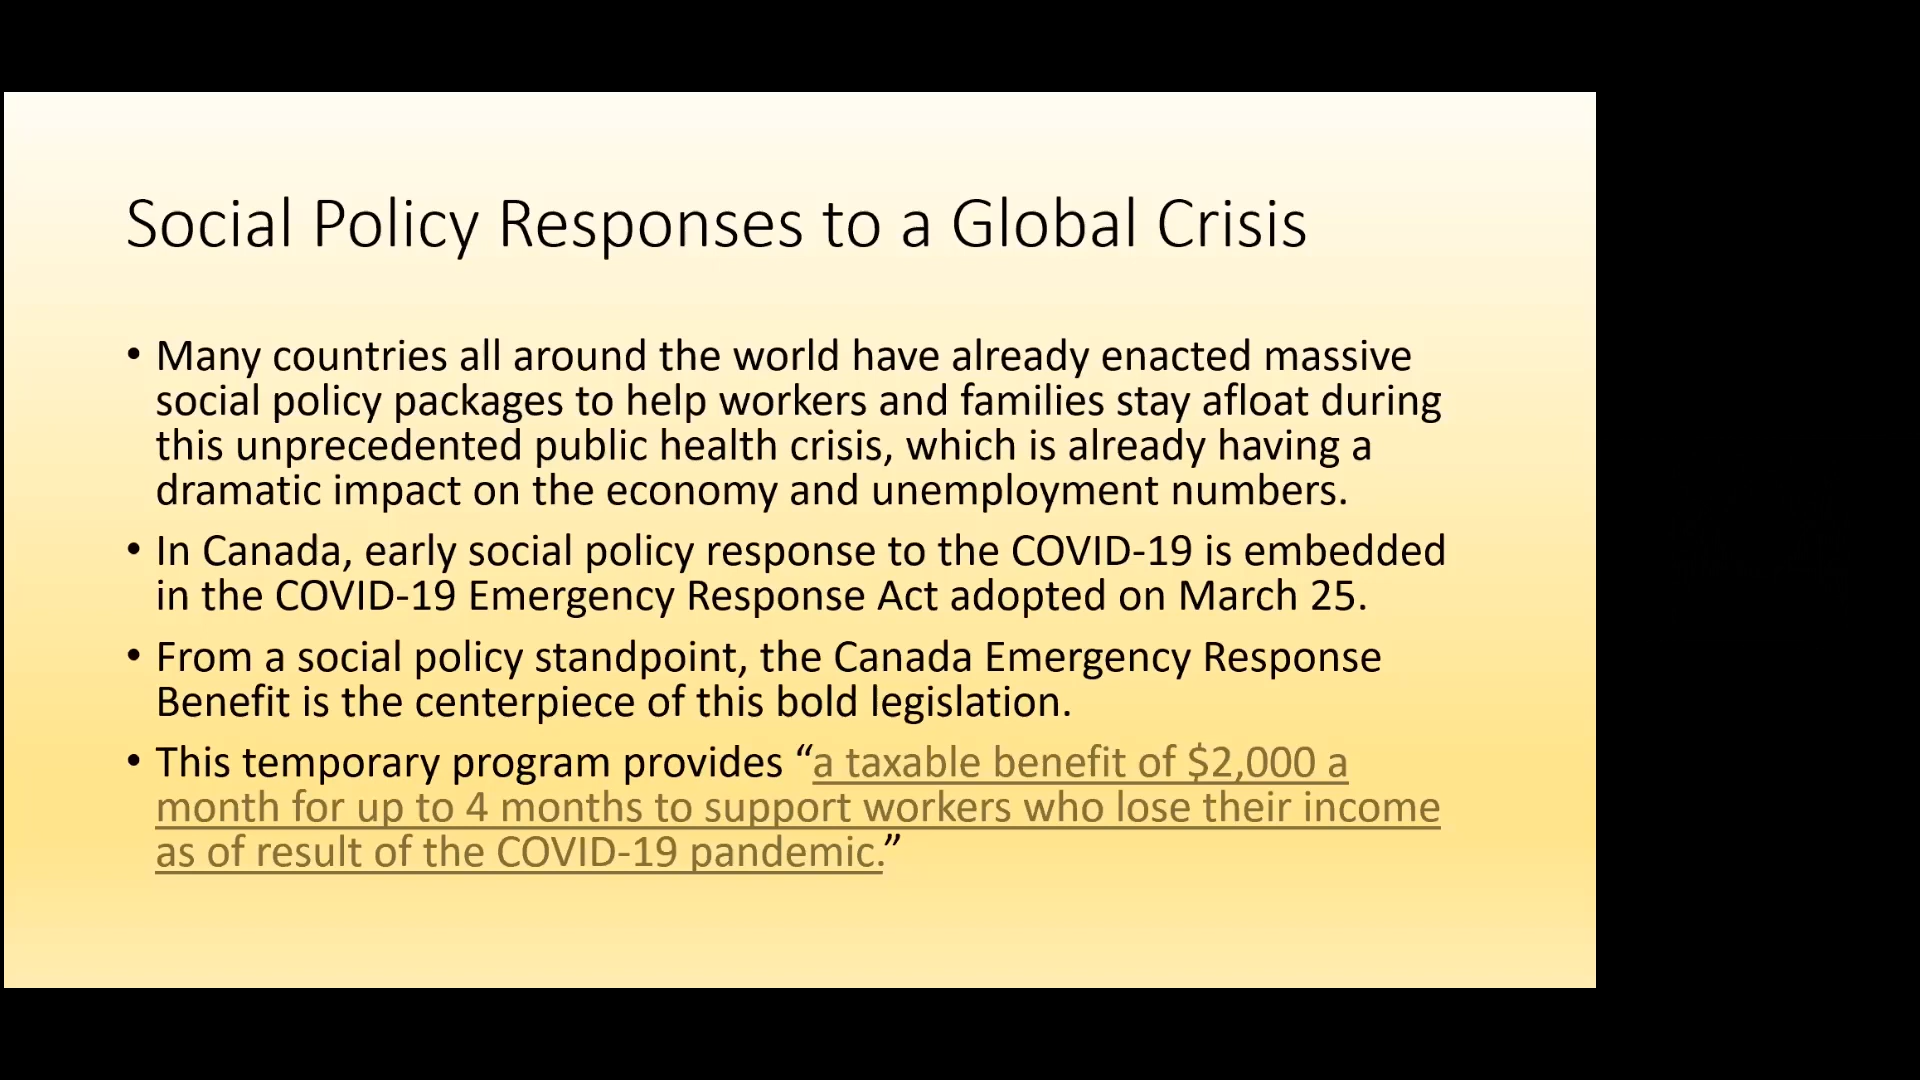 Social Policy Responses to a Global Crisis
• Many countries all around the world have already enacted massive
social policy packages to help workers and families stay afloat during
this unprecedented public health crisis, which is already having a
dramatic impact on the economy and unemployment numbers.
• In Canada, early social policy response to the COVID-19 is embedded
in the COVID-19 Emergency Response Act adopted on March 25.
• From a social policy standpoint, the Canada Emergency Response
Benefit is the centerpiece of this bold legislation.
• This temporary program provides “a taxable benefit of $2,000 a
month for up to 4 months to support workers who lose their income
as of result of the COVID-19 pandemic.”